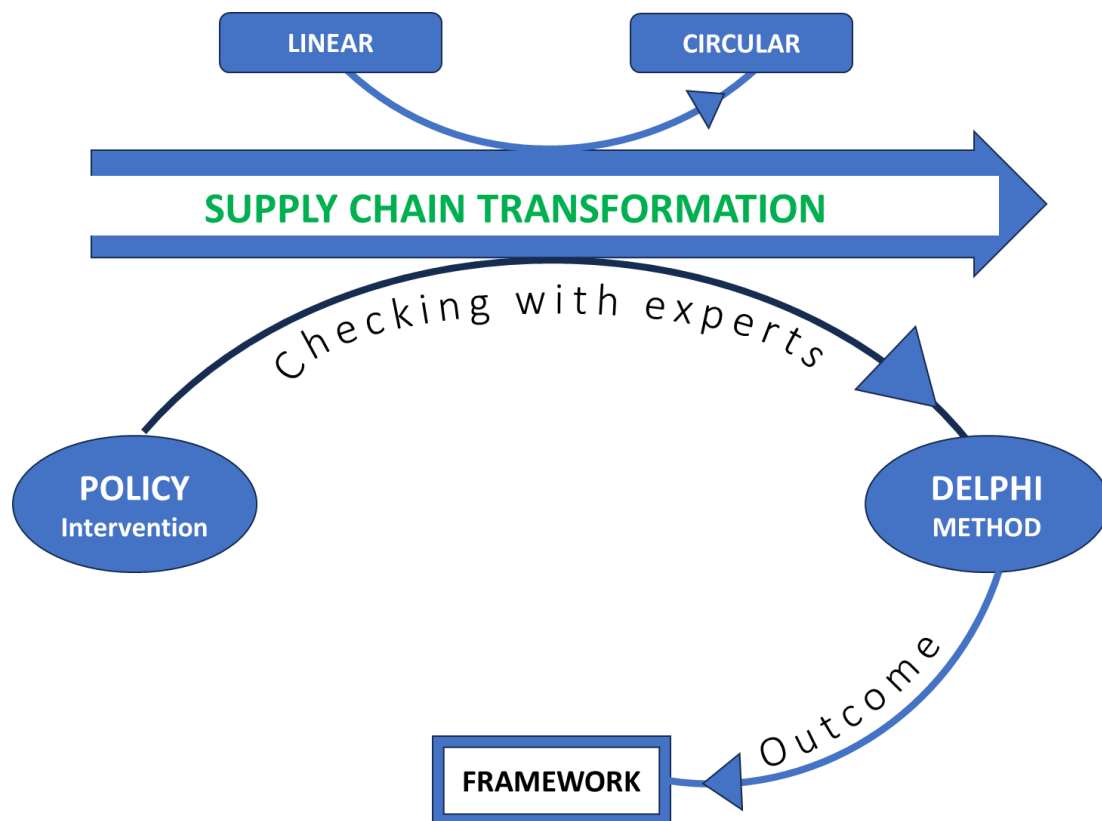 LINEAR
CIRCULAR
SUPPLY CHAIN TRANSFORMATION
Checking with experts
POLICY
Intervention
DELPHI
METHOD
Outcome
FRAMEWORK